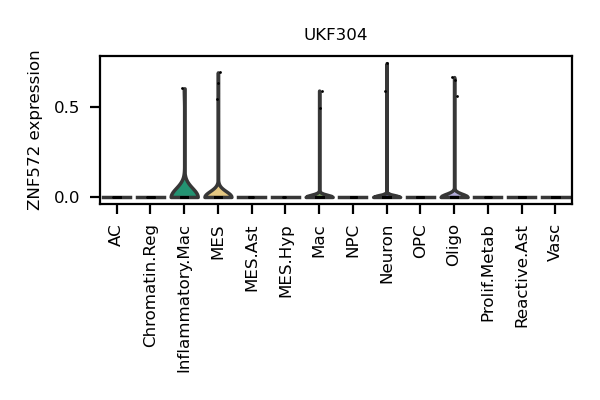 UKF304
ZNF572 expression
0.5
0.0
AC
Chromatin.Reg
Inflammatory.Mac
MES
MES.Ast
MES.Hyp
Mac
NPC
Neuron
OPC
Oligo
Prolif.Metab
Reactive.Ast
Vasc